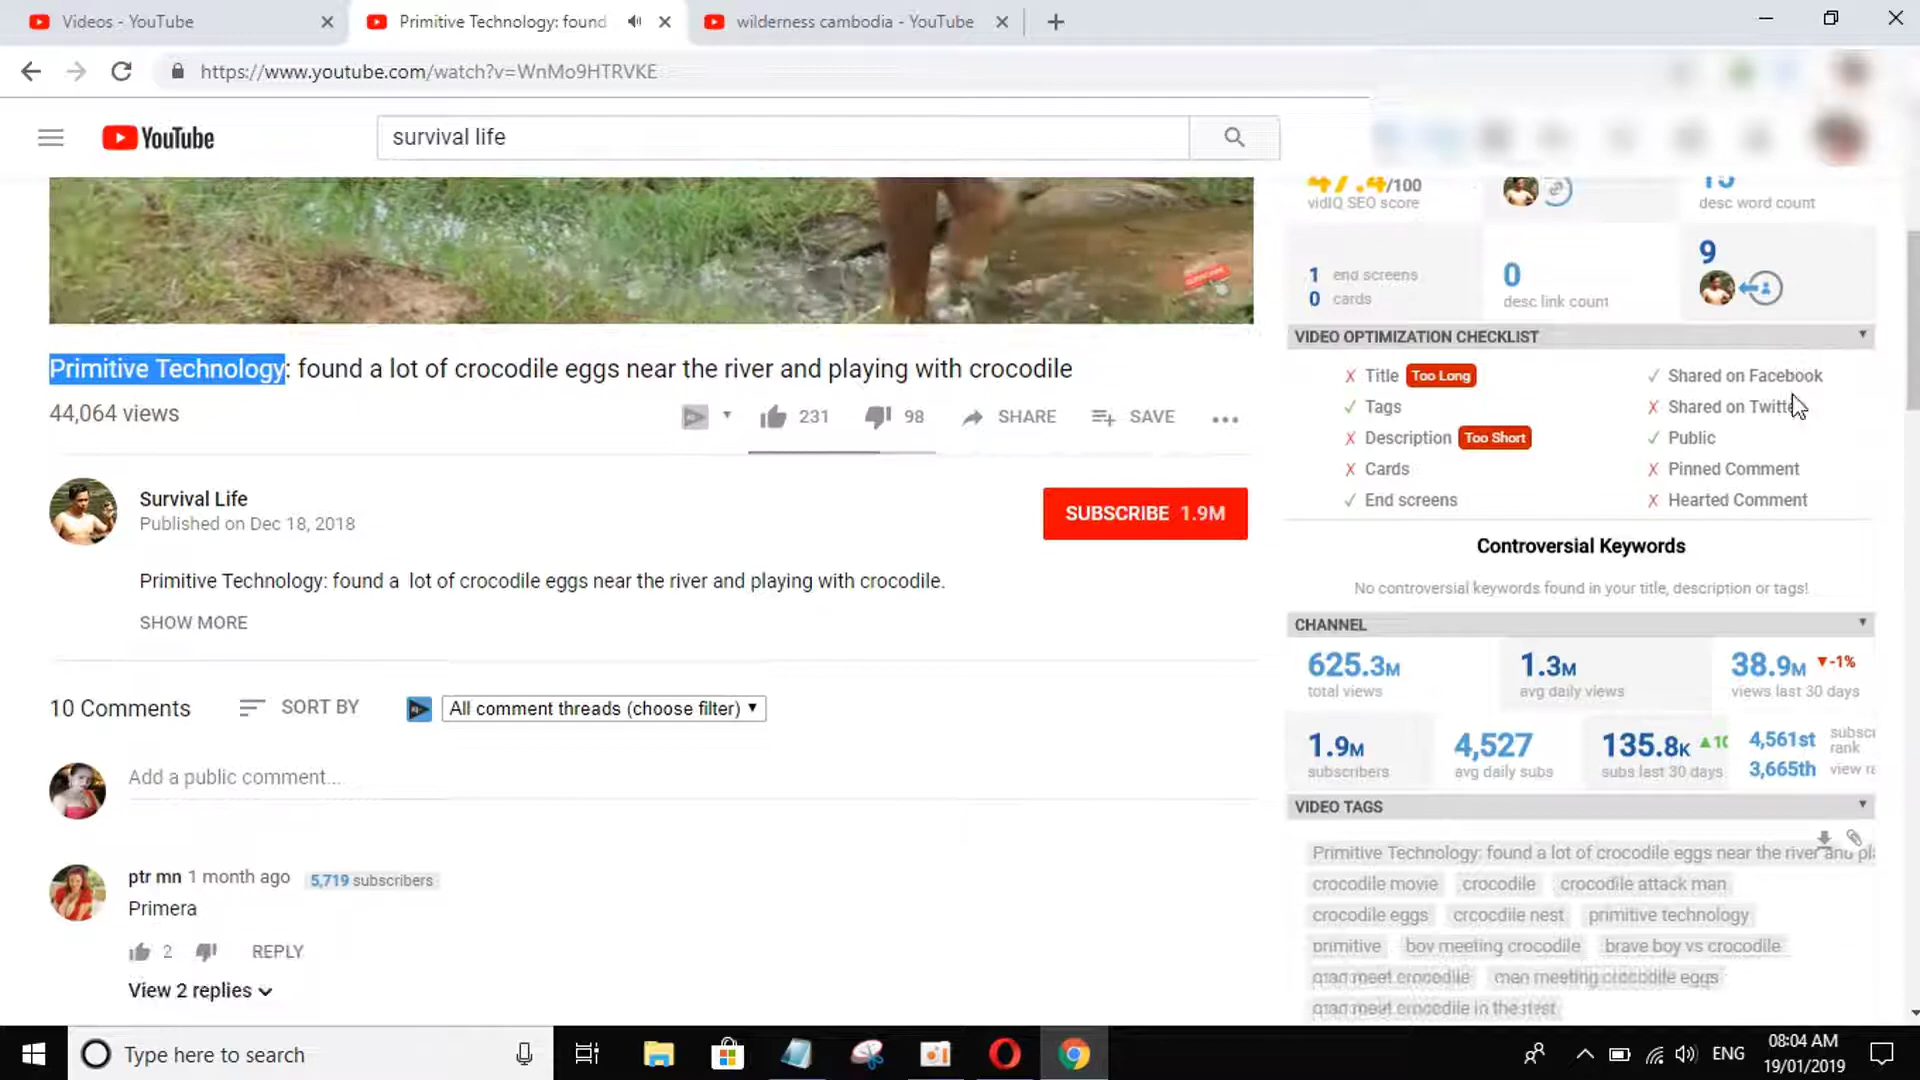 Videos - YouTube
Primitive Technology: found
wilderness cambodia - YouTube
https://www.youtube.com/watch?v=WnMo9HTRVKE
YouTube
survival life
47.4/100
vidIQ SEO score
desc word count
1 end screens
0 cards
0
desc link count
9
SUBSCRIBE
Primitive Technology: found a lot of crocodile eggs near the river and playing with crocodile
44,064 views
231
98
SHARE
SAVE
Survival Life
Published on Dec 18, 2018
SUBSCRIBE 1.9M
Primitive Technology: found a lot of crocodile eggs near the river and playing with crocodile.
SHOW MORE
10 Comments
SORT BY
All comment threads (choose filter)
Add a public comment...
ptr mn 1 month ago 5,719 subscribers
Primera
2
REPLY
View 2 replies
VIDEO OPTIMIZATION CHECKLIST
Title Too Long
Shared on Facebook
Tags
Shared on Twitte
Description Too Short
Public
Cards
Pinned Comment
End screens
Hearted Comment
Controversial Keywords
No controversial keywords found in your title, description or tags!
CHANNEL
625.3M
total views
1.3M
avg daily views
38.9M -1%
views last 30 days
1.9M
subscribers
4,527
avg daily subs
135.8K 10
subs last 30 days
4,561st subsc
rank
3,665th view ra
VIDEO TAGS
Primitive Technology: found a lot of crocodile eggs near the river and pl
crocodile movie crocodile crocodile attack man
crocodile eggs crcocdile nest primitive technology
primitive boy meeting crocodile brave boy vs crocodile
man meet crocodile men meeting crocobdile eggs
man meet crocodile in the
Type here to search
ENG
08:04 AM
19/01/2019